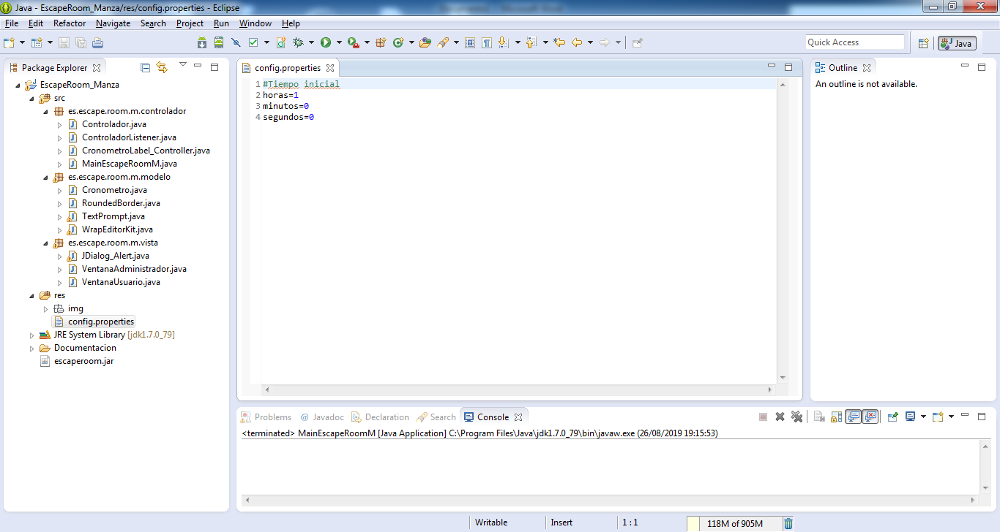 Java - EscapeRoom_Manza/res/config.properties - Eclipse
File Edit Refactor Navigate Search Project Run Window Help
Quick Access
Java
Package Explorer
EscapeRoom_Manza
src
es.escape.room.m.controlador
Controlador.java
ControladorListener.java
CronometroLabel_Controller.java
MainEscapeRoomM.java
es.escape.room.m.modelo
Cronometro.java
RoundedBorder.java
TextPrompt.java
WrapEditorKit.java
es.escape.room.m.vista
JDialog_Alert.java
VentanaAdministrador.java
VentanaUsuario.java
res
img
config.properties
JRE System Library [jdk1.7.0_79]
Documentacion
escaperoom.jar
config.properties
1 #Tiempo inicial
2 horas=1
3 minutos=0
4 segundos=0
Outline
An outline is not available.
Problems @ Javadoc Declaration Search Console
<terminated> MainEscapeRoomM [Java Application] C:\Program Files\Java\jdk1.7.0_79\bin\javaw.exe (26/08/2019 19:15:53)
Writable Insert 1 : 1 118M of 905M